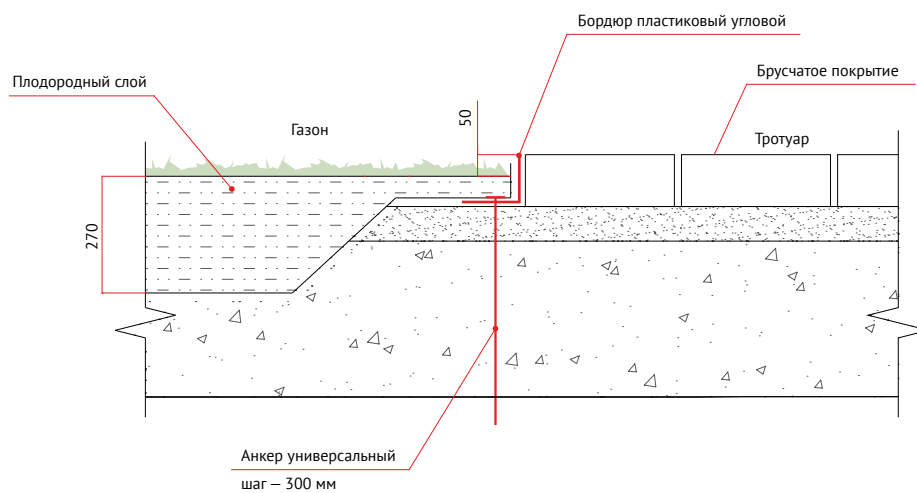 Бордюр пластиковый угловой
Брусчатое покрытие
Плодородный слой
50
Газон
Тротуар
270
Анкер универсальный
шаг — 300 мм